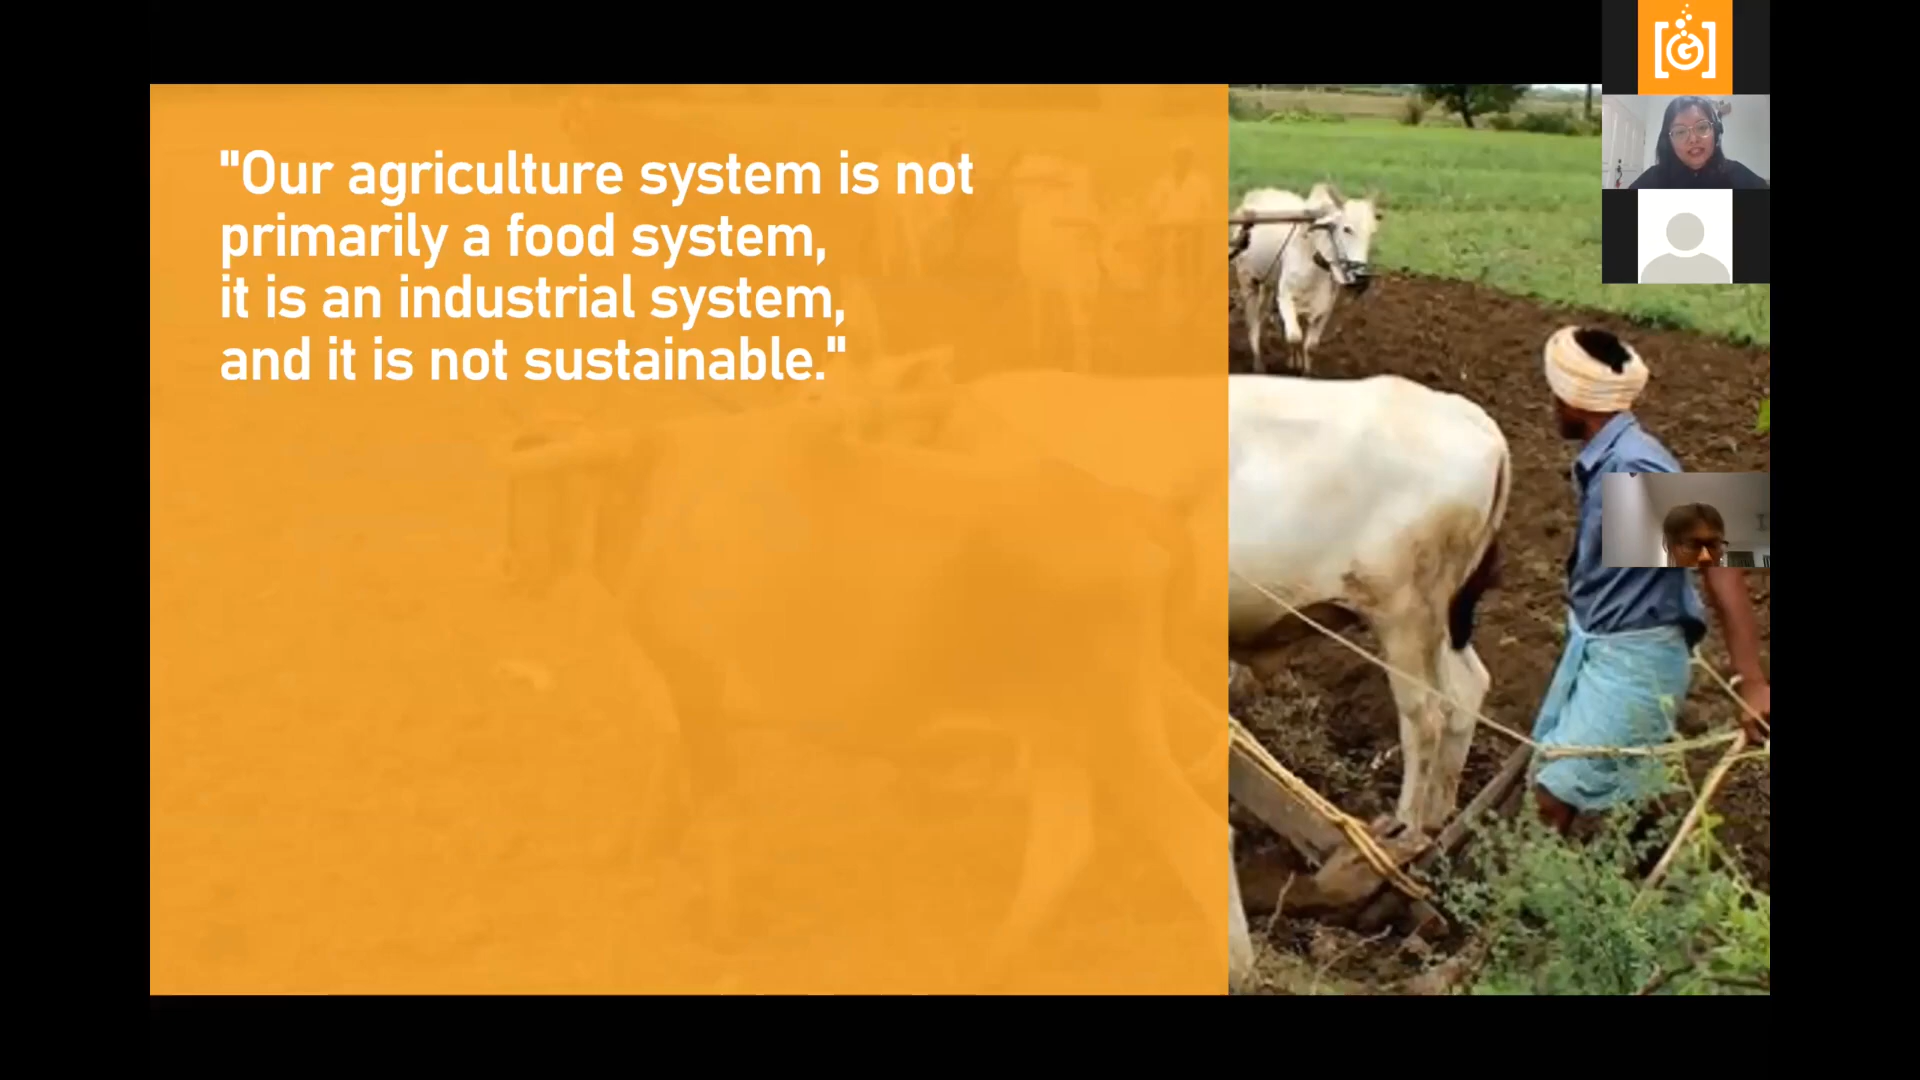 "Our agriculture system is not
primarily a food system,
it is an industrial system,
and it is not sustainable."
[G]